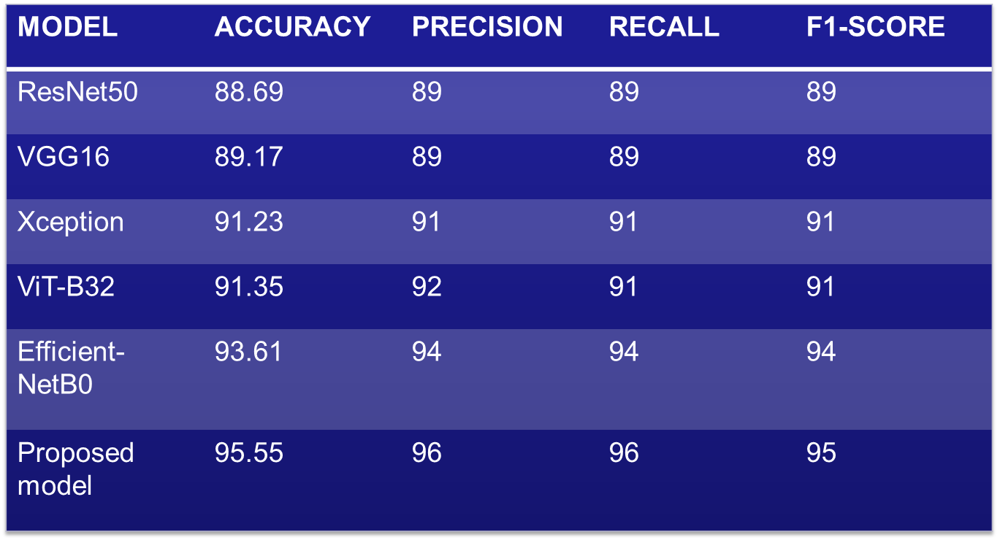 MODEL ACCURACY PRECISION RECALL F1-SCORE
ResNet50 88.69 89 89 89
VGG16 89.17 89 89 89
Xception 91.23 91 91 91
ViT-B32 91.35 92 91 91
Efficient- 93.61 94 94 94
NetB0
Proposed 95.55 96 96 95
model